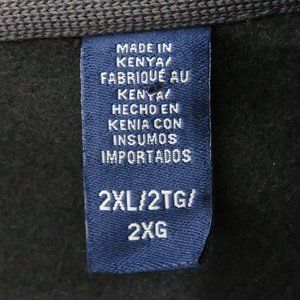 MADE IN
KENYA/
FABRIQUÉ AU
KENYA/
HECHO EN
KENIA CON
INSUMOS
IMPORTADOS
2XL/2TG/
2XG